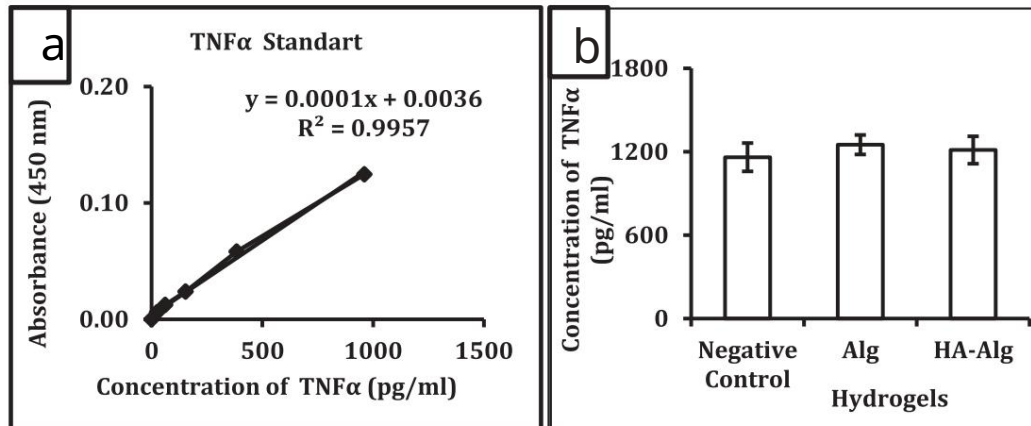 a
TNFα Standart
y = 0.0001x + 0.0036
R² = 0.9957
Absorbance (450 nm)
0.20
0.10
0.00
0 500 1000 1500
Concentration of TNFα (pg/ml)
b
Concentration of TNFα
(pg/ml)
1800
1200
600
0
Negative
Control
Alg
HA-Alg
Hydrogels